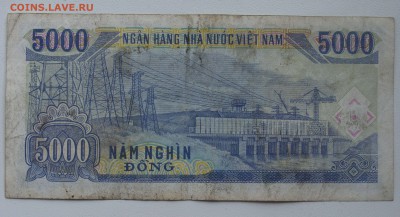 COINS.LAVE.RU
5000 NGÂN HÀNG NHÀ NƯỚC VIỆT NAM 5000
5000 NĂM NGHÌN
ĐỒNG